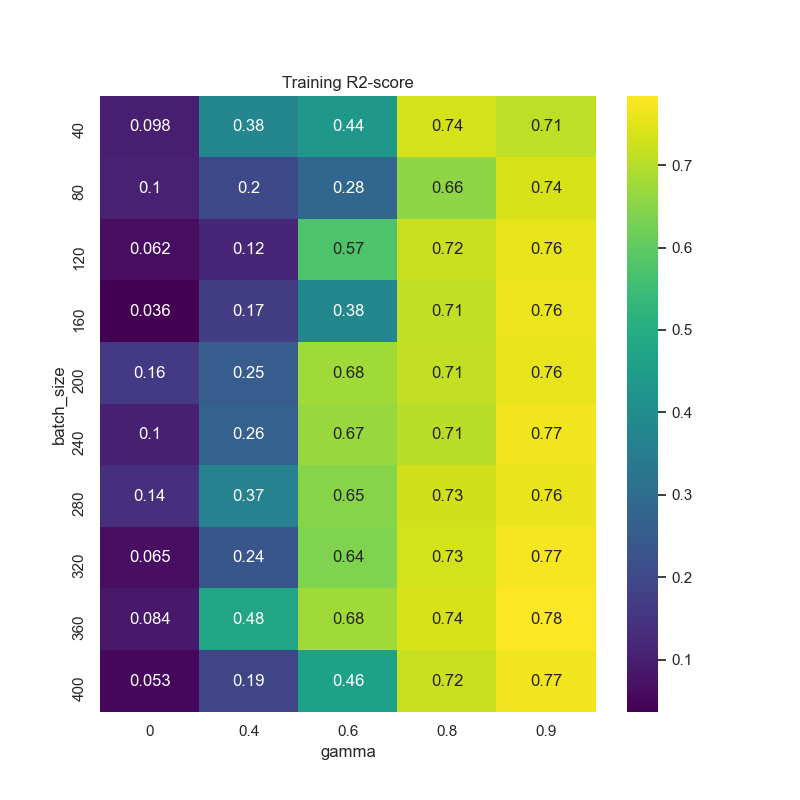 Training R2-score
40 0.098 0.38 0.44 0.74 0.71
80 0.1 0.2 0.28 0.66 0.74
120 0.062 0.12 0.57 0.72 0.76
160 0.036 0.17 0.38 0.71 0.76
200 0.16 0.25 0.68 0.71 0.76
240 0.1 0.26 0.67 0.71 0.77
280 0.14 0.37 0.65 0.73 0.76
320 0.065 0.24 0.64 0.73 0.77
360 0.084 0.48 0.68 0.74 0.78
400 0.053 0.19 0.46 0.72 0.77
batch_size
0 0.4 0.6 0.8 0.9
gamma
0.7
0.6
0.5
0.4
0.3
0.2
0.1